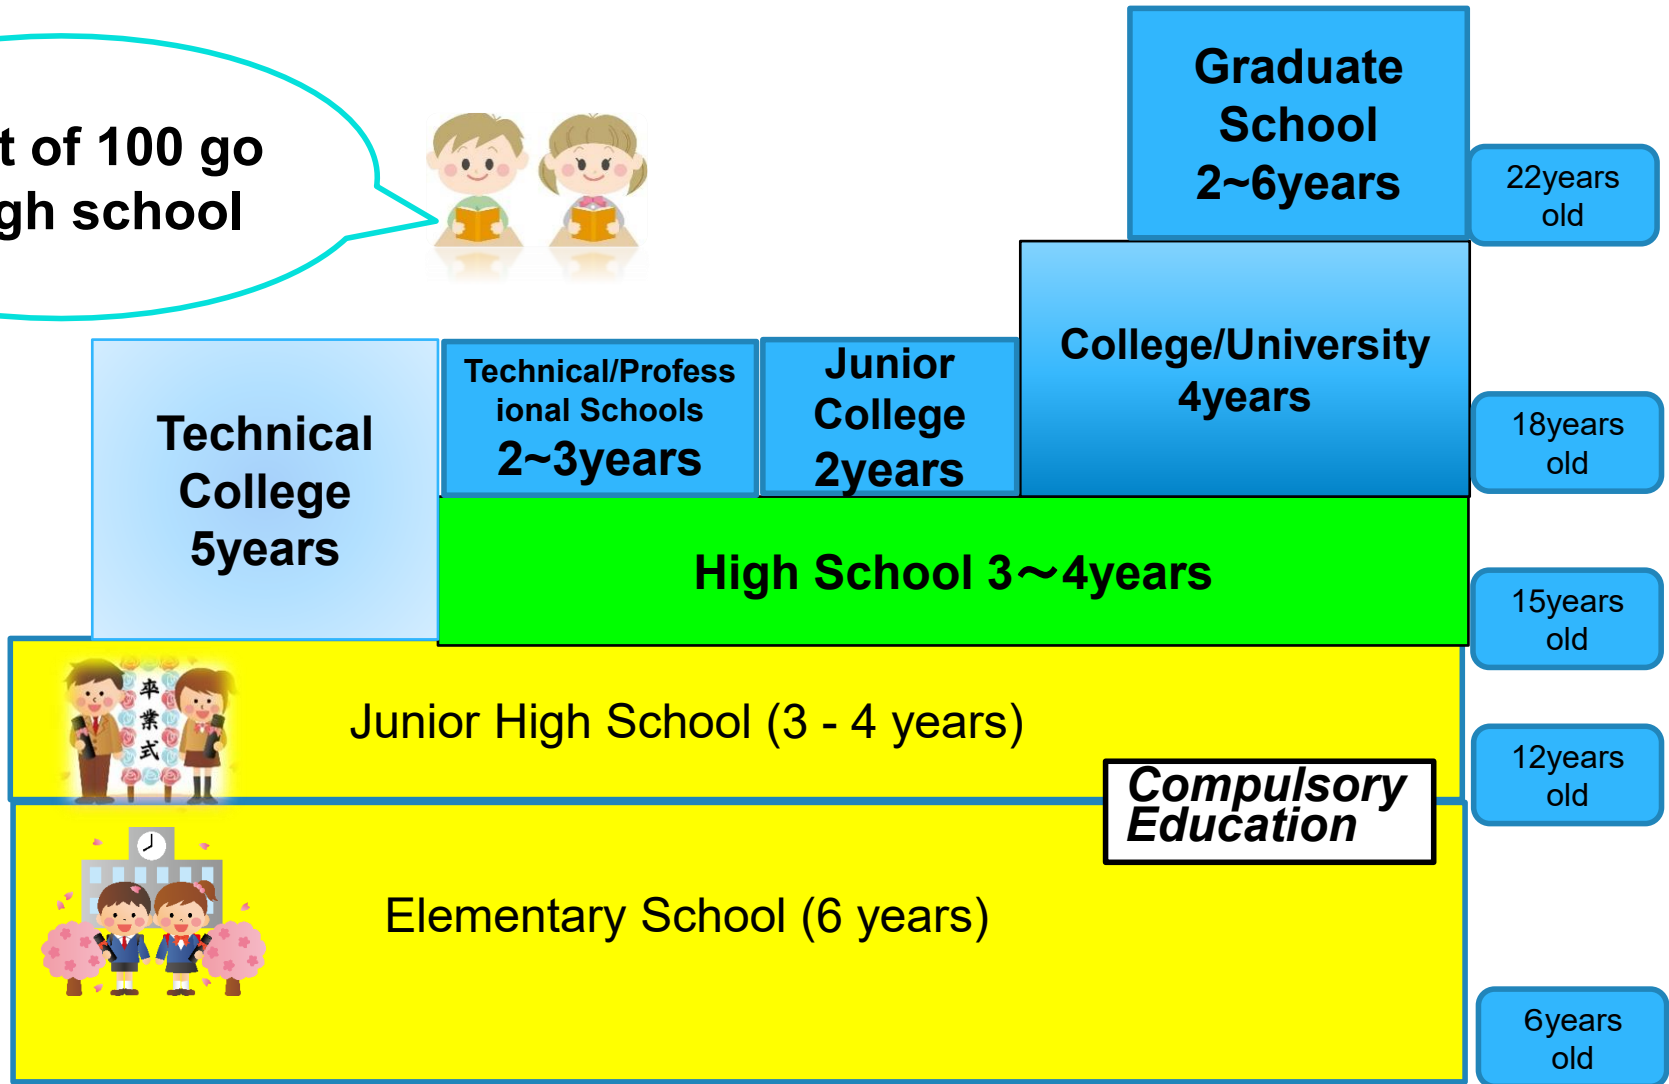 t of 100 go
gh school
Graduate
School
2~6years
22years
old
College/University
4years
Technical/Profess
ional Schools
2~3years
Junior
College
2years
18years
old
Technical
College
5years
High School 3～4years
15years
old
卒
業
式
Junior High School (3 - 4 years)
12years
old
Compulsory
Education
Elementary School (6 years)
6years
old